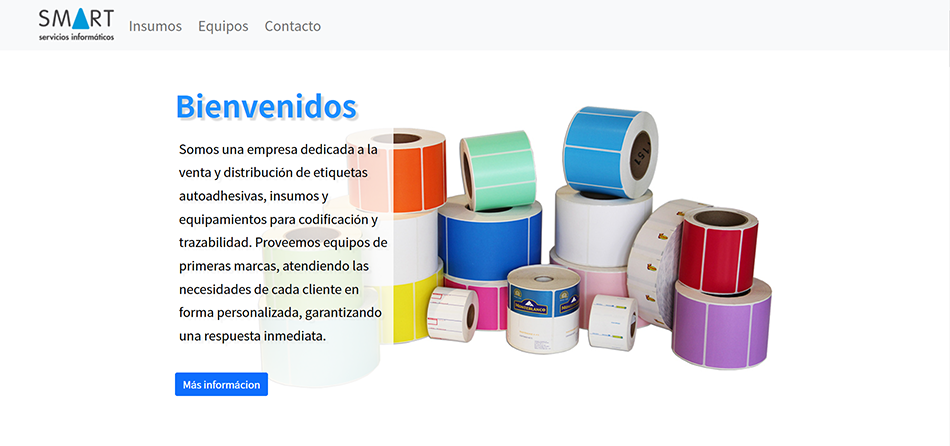 SMART
servicios informáticos
Insumos Equipos Contacto
Bienvenidos
Somos una empresa dedicada a la
venta y distribución de etiquetas
autoadhesivas, insumos y
equipamientos para codificación y
trazabilidad. Proveemos equipos de
primeras marcas, atendiendo las
necesidades de cada cliente en
forma personalizada, garantizando
una respuesta inmediata.
Más informácion